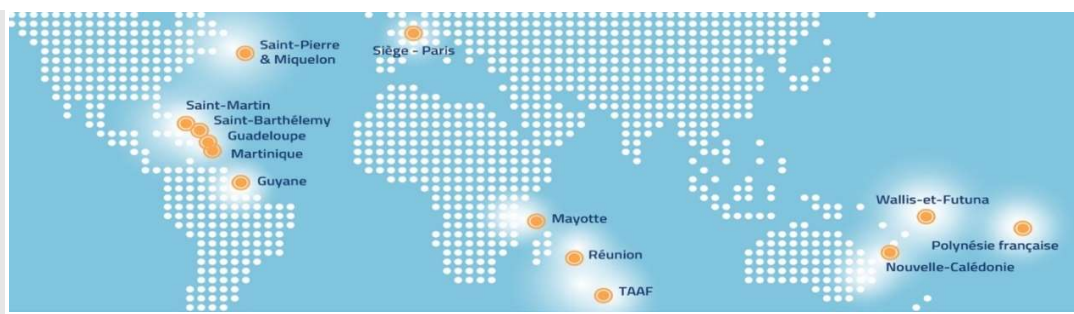 Saint-Pierre
& Miquelon
Siège - Paris
Saint-Martin
Saint-Barthélemy
Guadeloupe
Martinique
Guyane
Mayotte
Réunion
TAAF
Wallis-et-Futuna
Polynésie française
Nouvelle-Calédonie